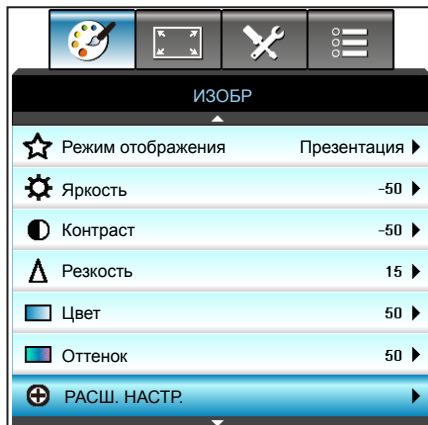 ИЗОБР
Режим отображения Презентация
Яркость -50
Контраст -50
Резкость 15
Цвет 50
Оттенок 50
РАСШ. НАСТР.